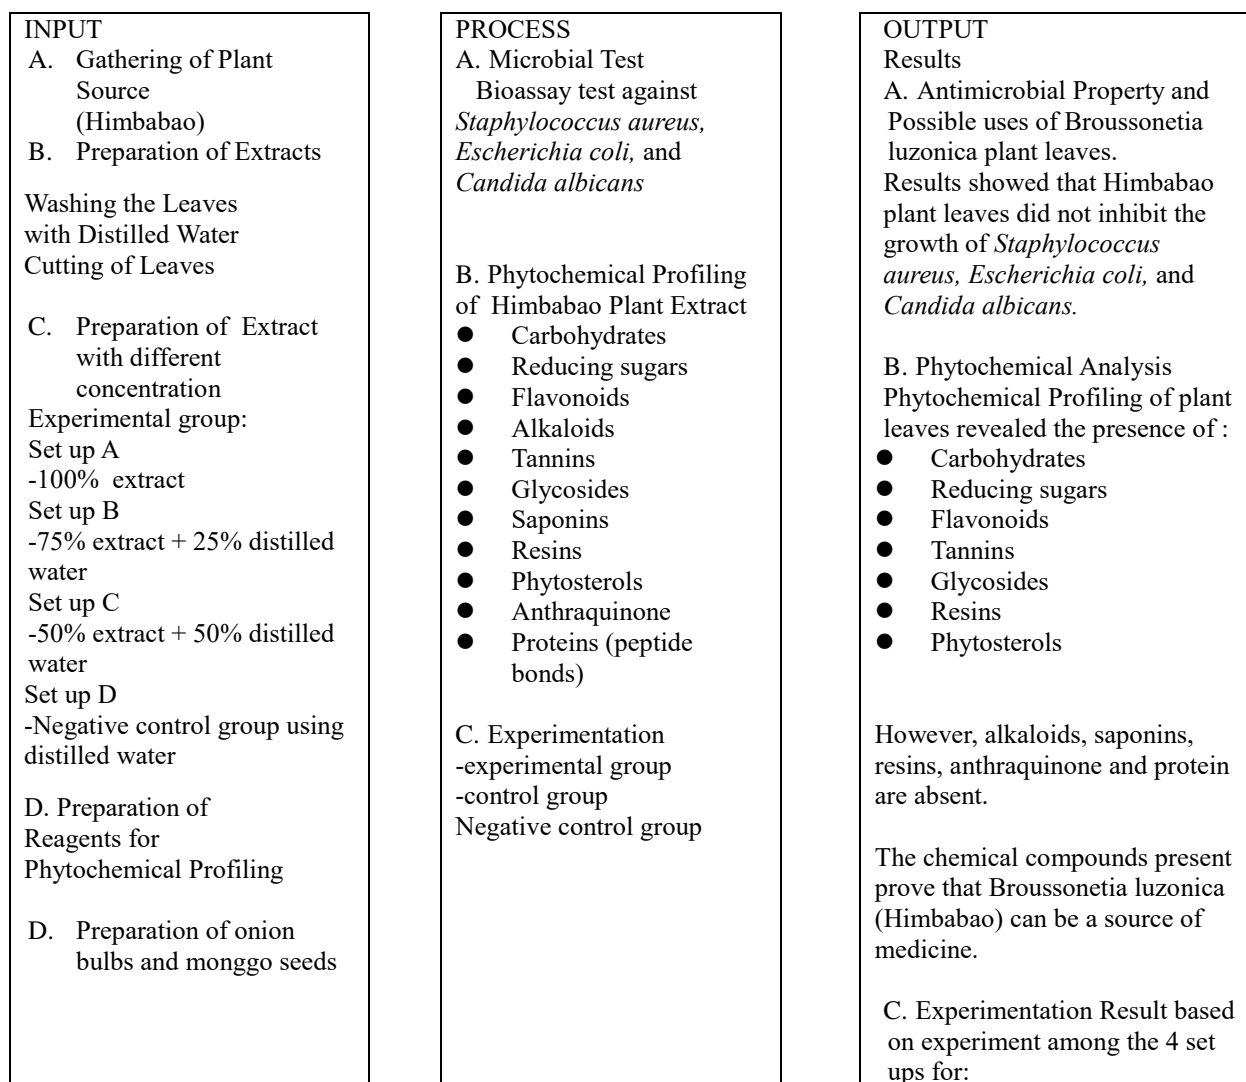 INPUT
A. Gathering of Plant
Source
(Himbabao)
B. Preparation of Extracts
Washing the Leaves
with Distilled Water
Cutting of Leaves
C. Preparation of Extract
with different
concentration
Experimental group:
Set up A
-100% extract
Set up B
-75% extract + 25% distilled
water
Set up C
-50% extract + 50% distilled
water
Set up D
-Negative control group using
distilled water
D. Preparation of
Reagents for
Phytochemical Profiling
D. Preparation of onion
bulbs and monggo seeds
PROCESS
A. Microbial Test
Bioassay test against
Staphylococcus aureus,
Escherichia coli, and
Candida albicans
B. Phytochemical Profiling
of Himbabao Plant Extract
● Carbohydrates
● Reducing sugars
● Flavonoids
● Alkaloids
● Tannins
● Glycosides
● Saponins
● Resins
● Phytosterols
● Anthraquinone
● Proteins (peptide
bonds)
C. Experimentation
-experimental group
-control group
Negative control group
OUTPUT
Results
A. Antimicrobial Property and
Possible uses of Broussonetia
luzonica plant leaves.
Results showed that Himbabao
plant leaves did not inhibit the
growth of Staphylococcus
aureus, Escherichia coli, and
Candida albicans.
B. Phytochemical Analysis
Phytochemical Profiling of plant
leaves revealed the presence of :
● Carbohydrates
● Reducing sugars
● Flavonoids
● Tannins
● Glycosides
● Resins
● Phytosterols
However, alkaloids, saponins,
resins, anthraquinone and protein
are absent.
The chemical compounds present
prove that Broussonetia luzonica
(Himbabao) can be a source of
medicine.
C. Experimentation Result based
on experiment among the 4 set
ups for: